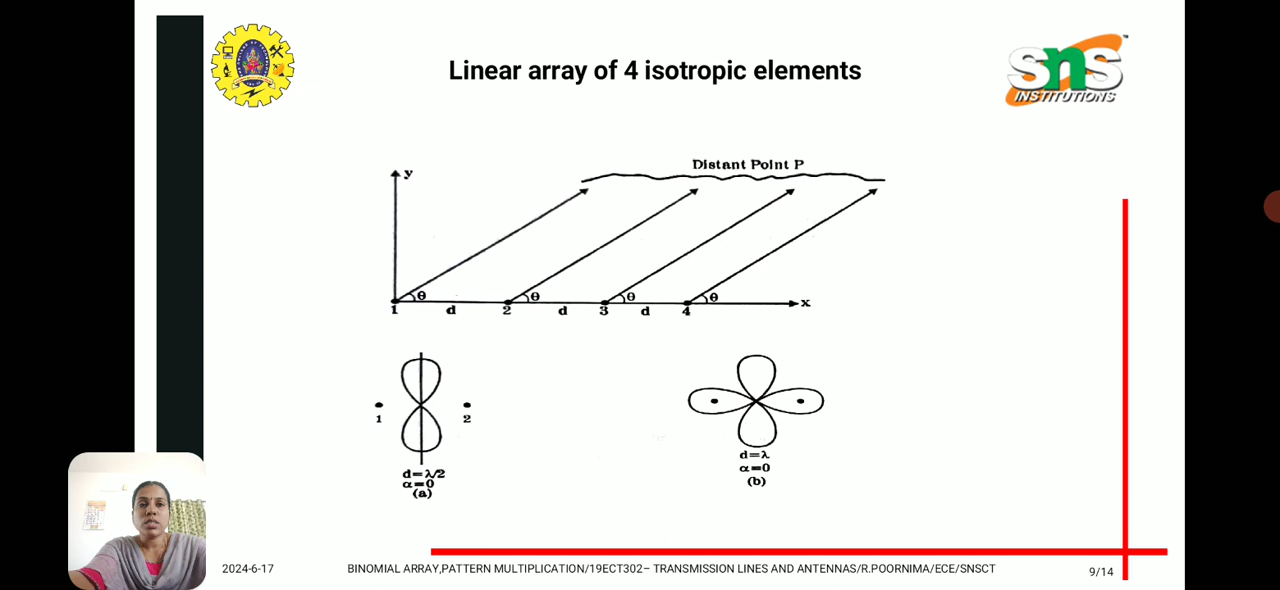 Linear array of 4 isotropic elements
SNS
INSTITUTIONS
™
Distant Point P
y
θ θ θ θ x
1 d 2 d 3 d 4
1 2
d=λ/2
α=0
(a)
d=λ
α=0
(b)
2024-6-17 BINOMIAL ARRAY,PATTERN MULTIPLICATION/19ECT302– TRANSMISSION LINES AND ANTENNAS/R.POORNIMA/ECE/SNSCT 9/14